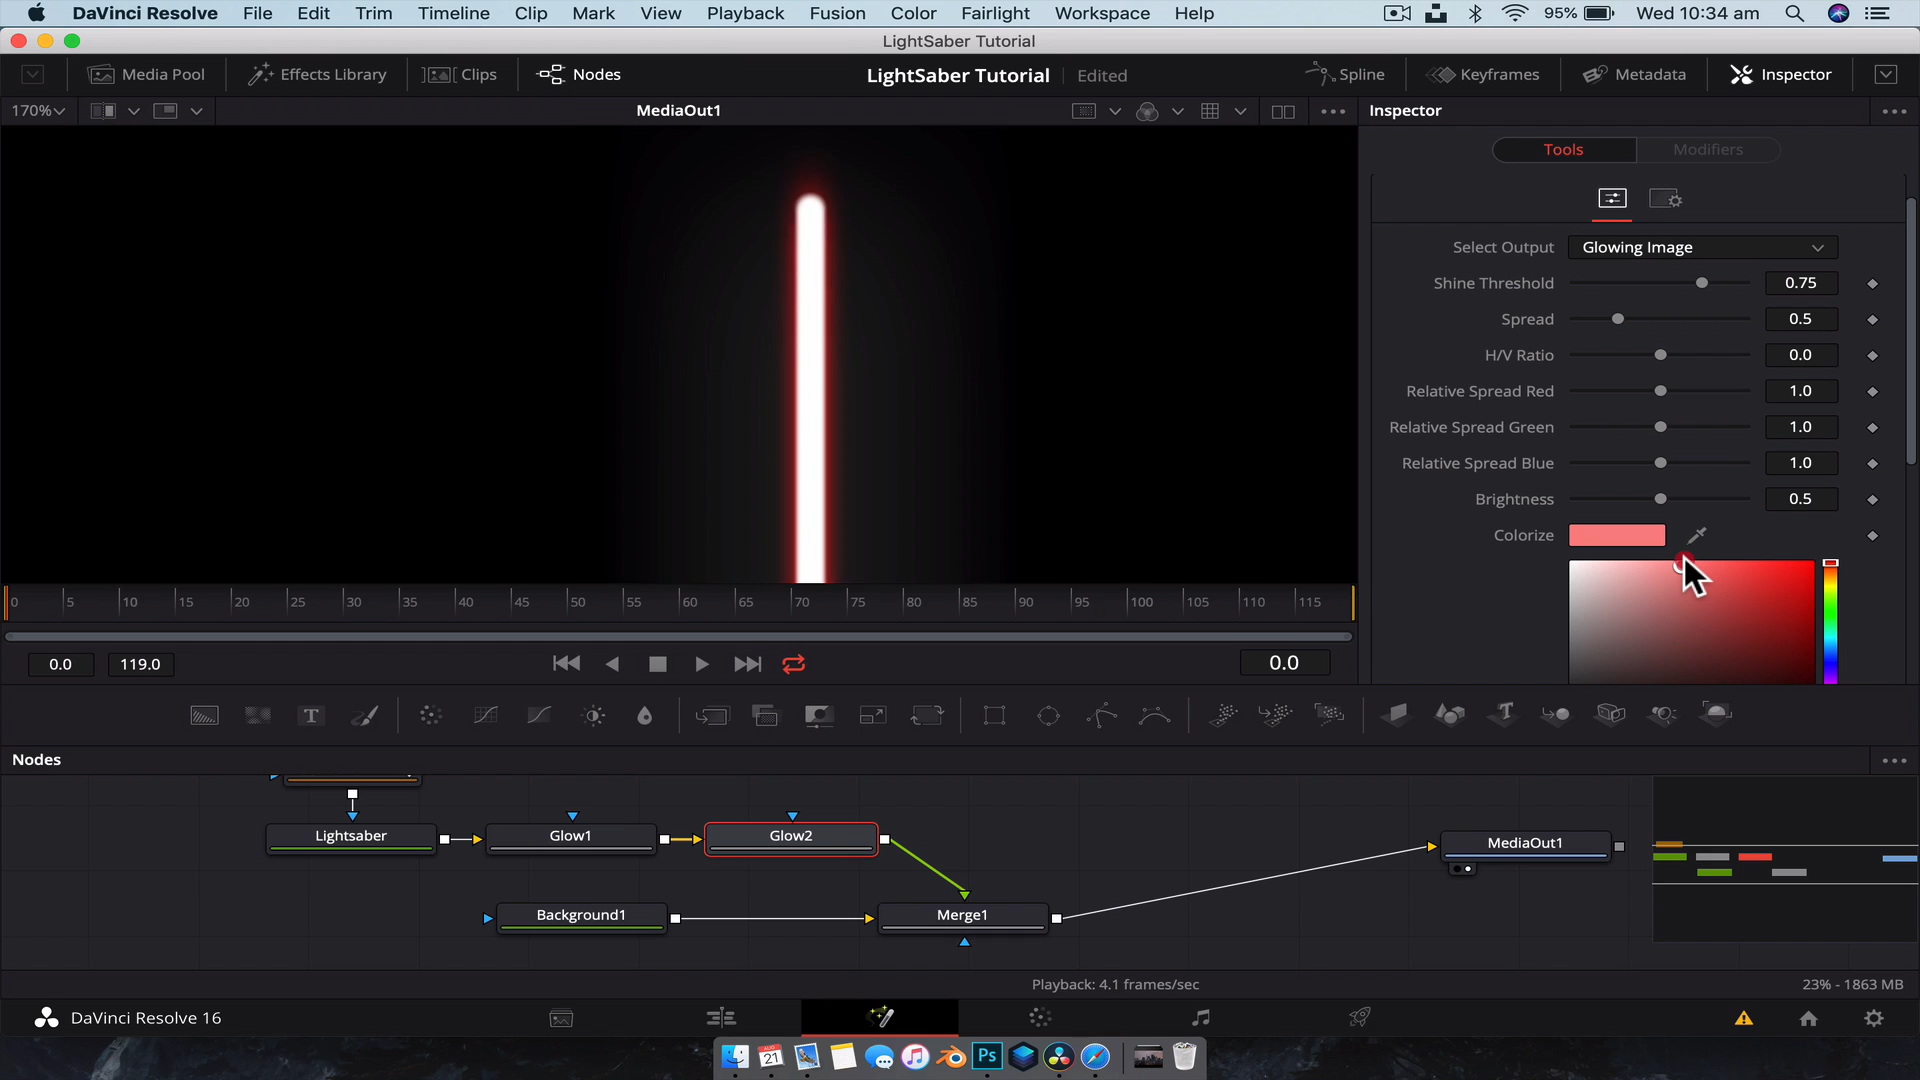 DaVinci Resolve File Edit Trim Timeline Clip Mark View Playback Fusion Color Fairlight Workspace Help 95% Wed 10:34 am
LightSaber Tutorial
Media Pool Effects Library Clips Nodes LightSaber Tutorial Edited Spline Keyframes Metadata Inspector
170% MediaOut1 Inspector
Tools Modifiers
Select Output Glowing Image
Shine Threshold 0.75
Spread 0.5
H/V Ratio 0.0
Relative Spread Red 1.0
Relative Spread Green 1.0
Relative Spread Blue 1.0
Brightness 0.5
Colorize
0 5 10 15 20 25 30 35 40 45 50 55 60 65 70 75 80 85 90 95 100 105 110 115
0.0 119.0 0.0
T T
Nodes
Lightsaber Glow1 Glow2 MediaOut1
Background1 Merge1
Playback: 4.1 frames/sec 23% - 1863 MB
DaVinci Resolve 16
AUG
21 Ps